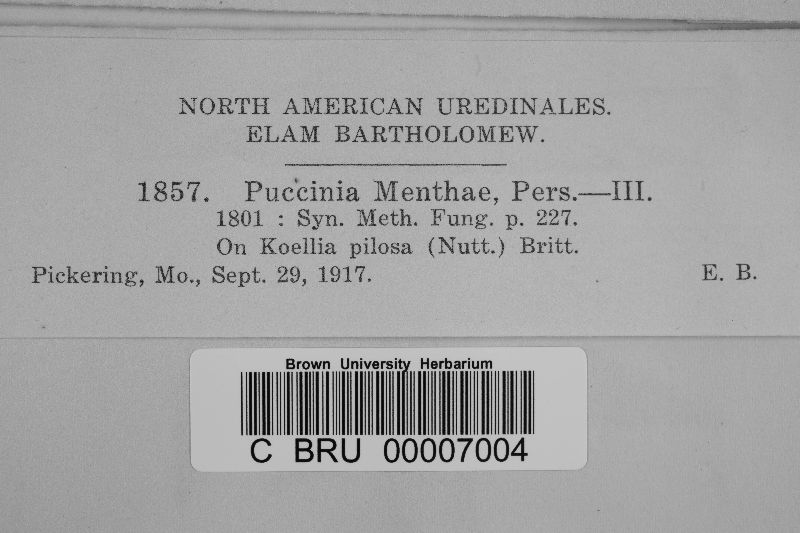 NORTH AMERICAN UREDINALES.
ELAM BARTHOLOMEW.
1857. Puccinia Menthae, Pers.—III.
1801 : Syn. Meth. Fung. p. 227.
On Koellia pilosa (Nutt.) Britt.
Pickering, Mo., Sept. 29, 1917. E. B.
Brown University Herbarium
C BRU 00007004